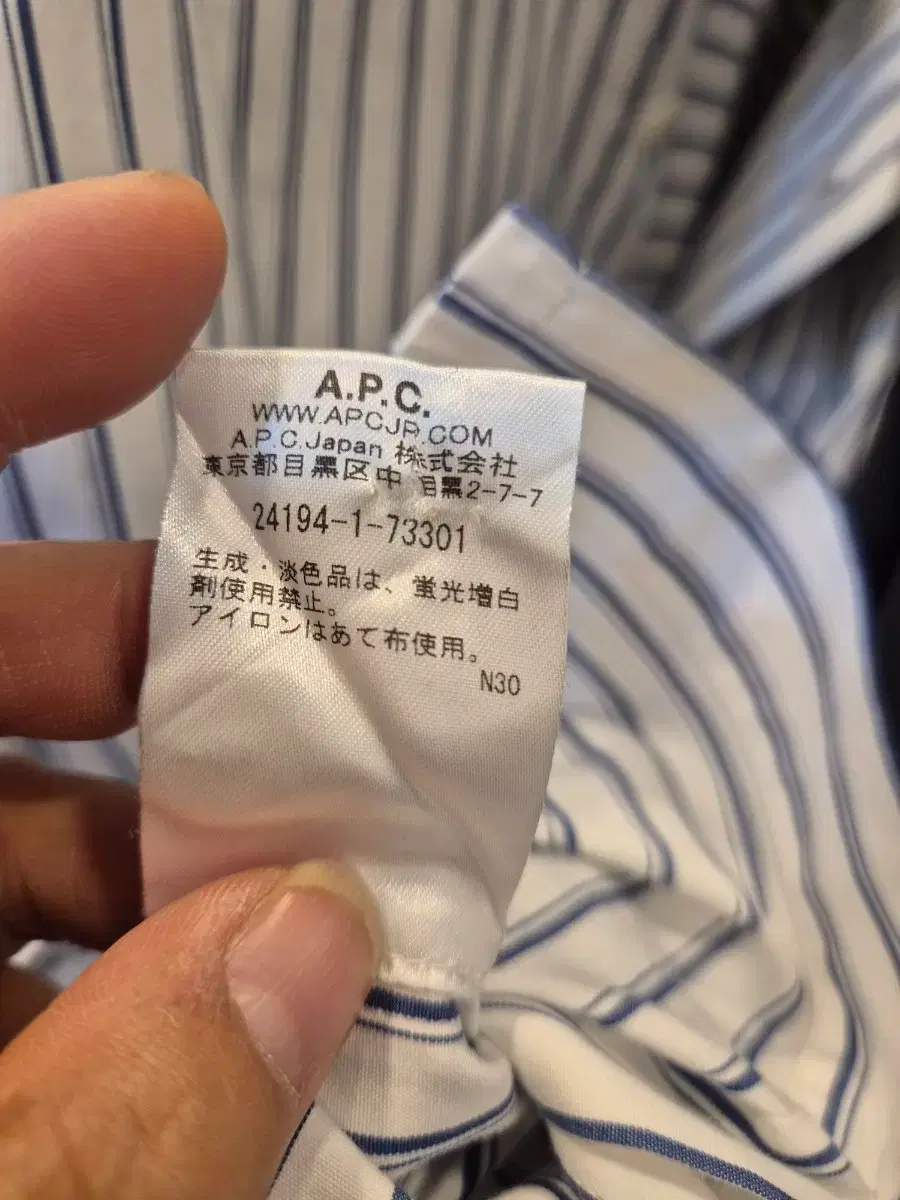 A.P.C.
WWW.APCJP.COM
A.P.C.Japan 株式会社
東京都目黒区中目黒2-7-7
24194-1-73301
生成・淡色品は、蛍光増白
剤使用禁止。
アイロンはあて布使用。
N30